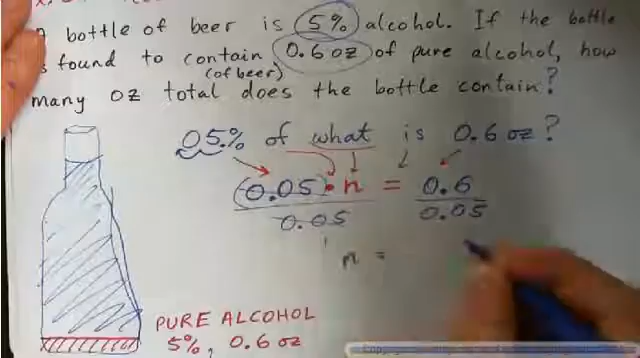 bottle of beer is 5% alcohol. If the bottle
is found to contain 0.6 oz of pure alcohol, how
(of beer)
many oz total does the bottle contain?
05.% of what is 0.6 oz?
(0.05) • n = 0.6
0.05 0.05
n =
PURE ALCOHOL
5%, 0.6 oz